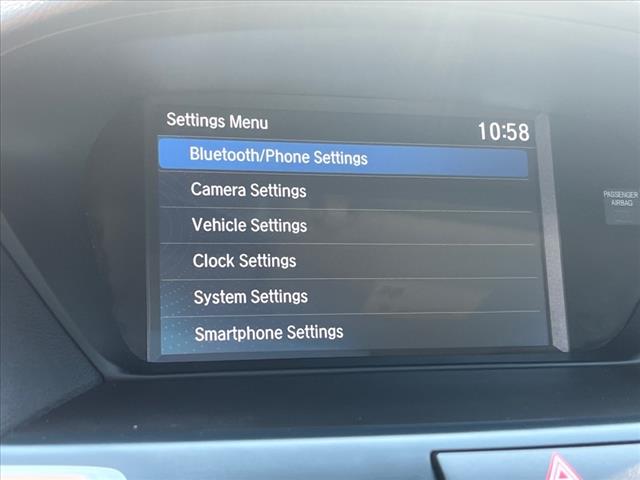 Settings Menu
10:58
Bluetooth/Phone Settings
Camera Settings
Vehicle Settings
Clock Settings
System Settings
Smartphone Settings
PASSENGER
AIRBAG